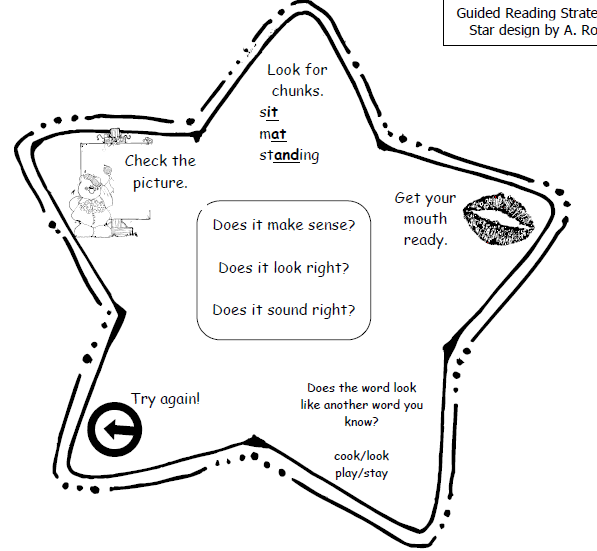 Guided Reading
Star design by A.
Look for
chunks.
sit
mat
standing
Check the
picture.
Get your
mouth
ready.
Does it make sense?
Does it look right?
Does it sound right?
Try again!
Does the word look
like another word you
know?
cook/look
play/stay